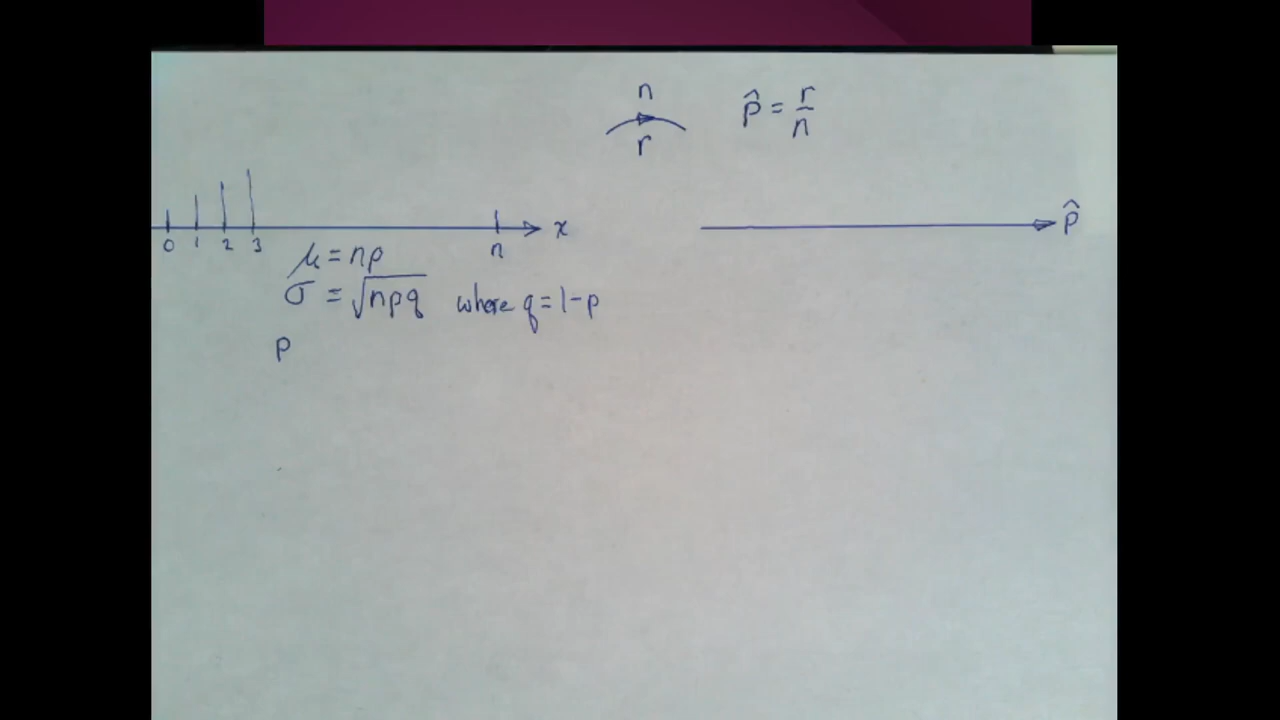 n
r
p̂ = r/n
0 1 2 3 n x
p̂
μ = np
σ = √npq where q = 1-p
p